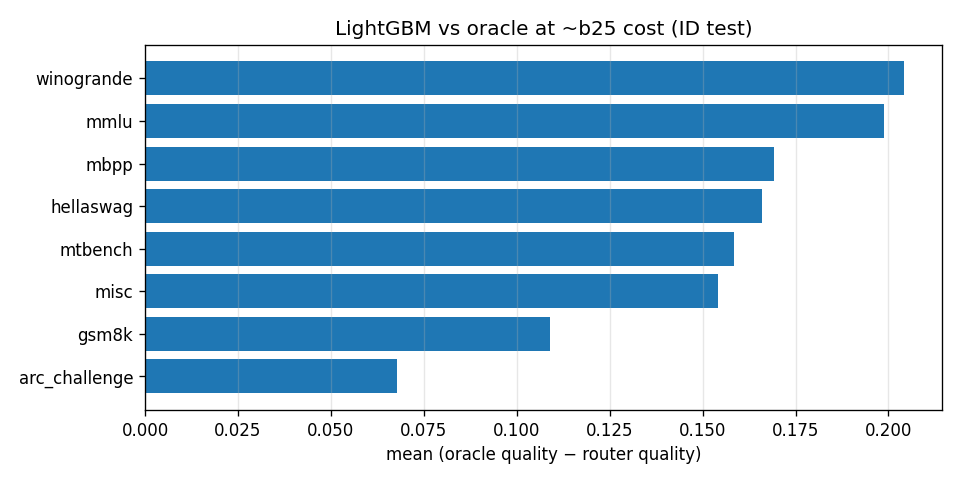 LightGBM vs oracle at ~b25 cost (ID test)
winogrande
mmlu
mbpp
hellaswag
mtbench
misc
gsm8k
arc_challenge
0.000 0.025 0.050 0.075 0.100 0.125 0.150 0.175 0.200
mean (oracle quality − router quality)